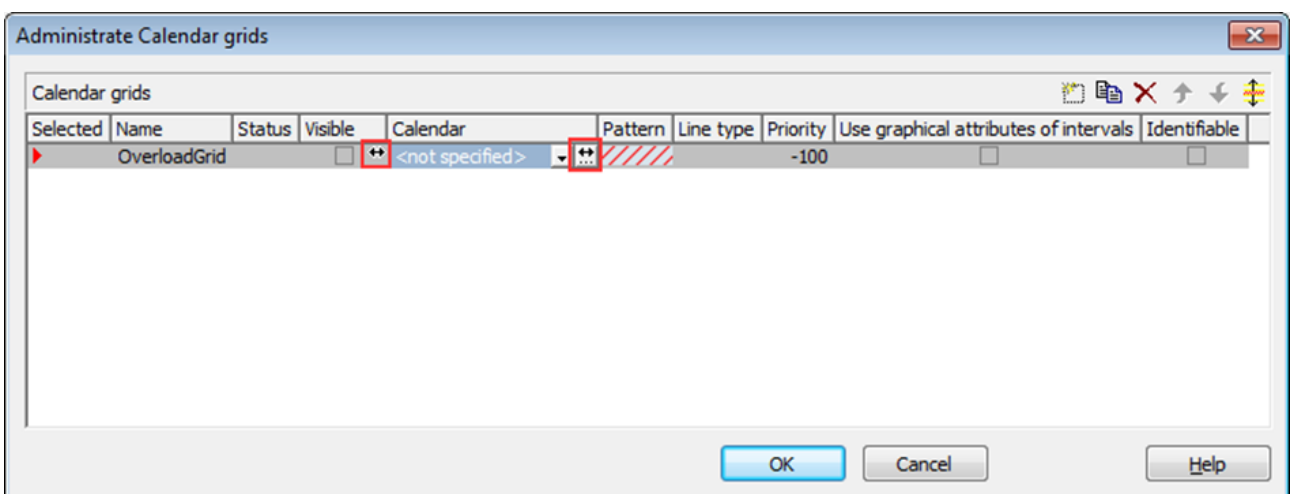 Administrate Calendar grids
Calendar grids
Selected Name Status Visible Calendar Pattern Line type Priority Use graphical attributes of intervals Identifiable
OverloadGrid <not specified> -100
OK Cancel Help